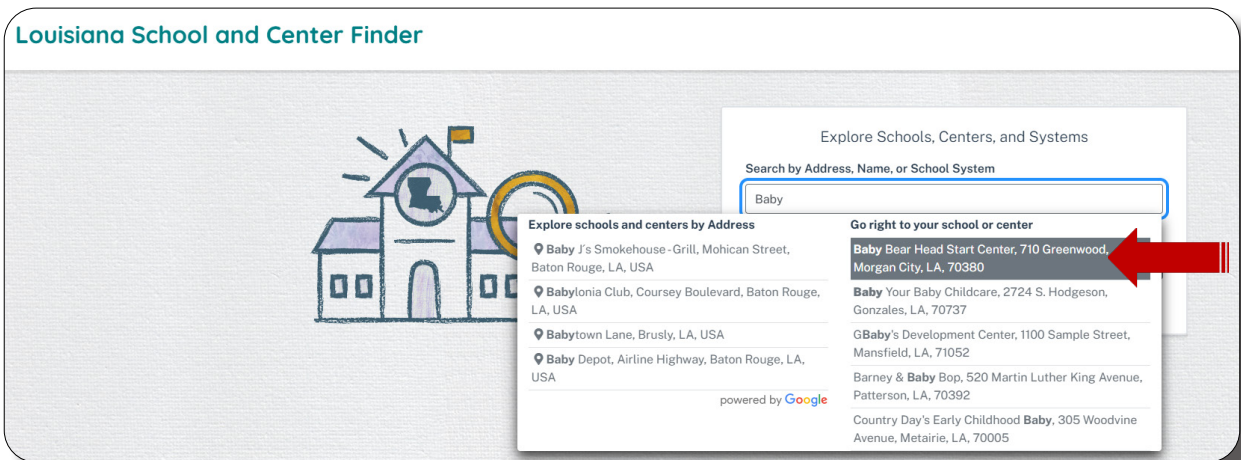 Louisiana School and Center Finder
Explore Schools, Centers, and Systems
Search by Address, Name, or School System
Baby
Explore schools and centers by Address
Baby J's Smokehouse-Grill, Mohican Street,
Baton Rouge, LA, USA
Babylonia Club, Coursey Boulevard, Baton Rouge,
LA, USA
Babytown Lane, Brusly, LA, USA
Baby Depot, Airline Highway, Baton Rouge, LA,
USA
powered by Google
Go right to your school or center
Baby Bear Head Start Center, 710 Greenwood,
Morgan City, LA, 70380
Baby Your Baby Childcare, 2724 S. Hodgeson,
Gonzales, LA, 70737
GBaby's Development Center, 1100 Sample Street,
Mansfield, LA, 71052
Barney & Baby Bop, 520 Martin Luther King Avenue,
Patterson, LA, 70392
Country Day's Early Childhood Baby, 305 Woodvine
Avenue, Metairie, LA, 70005